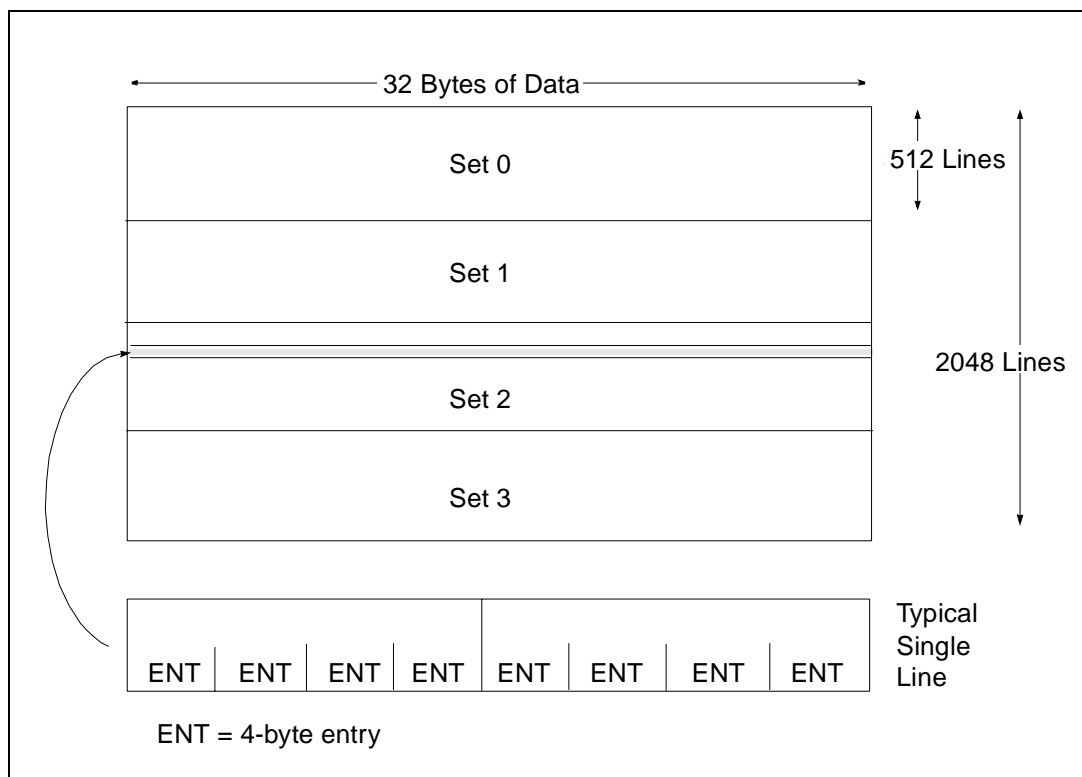 32 Bytes of Data
Set 0
512 Lines
Set 1
2048 Lines
Set 2
Set 3
Typical
Single
Line
ENT ENT ENT ENT ENT ENT ENT ENT
ENT = 4-byte entry